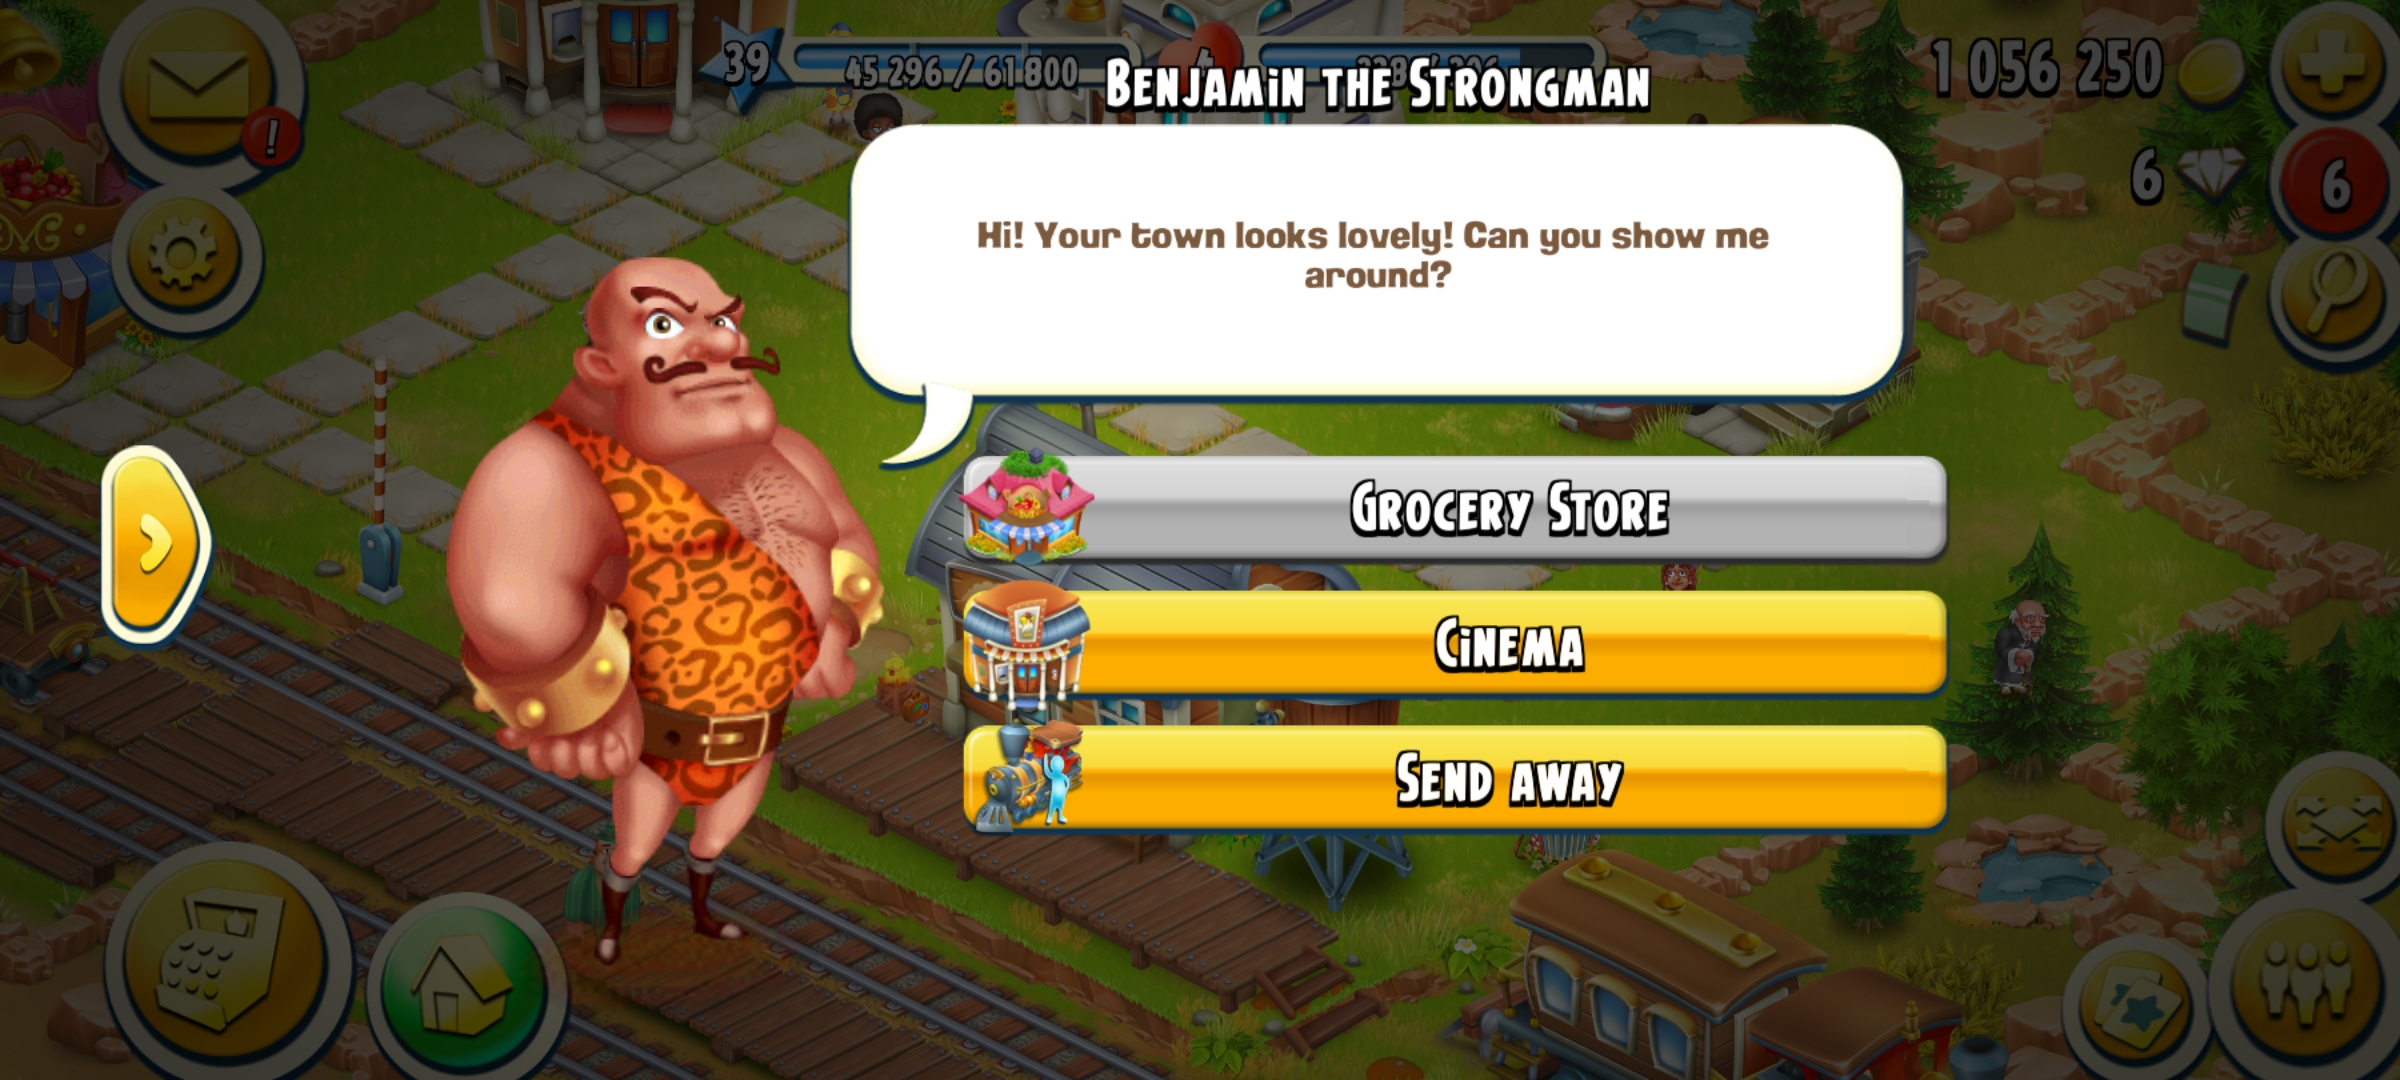 39
45 296 / 61 800
4
1 056 250
Benjamin the Strongman
6
6
!
Hi! Your town looks lovely! Can you show me
around?
Grocery Store
Cinema
Send away